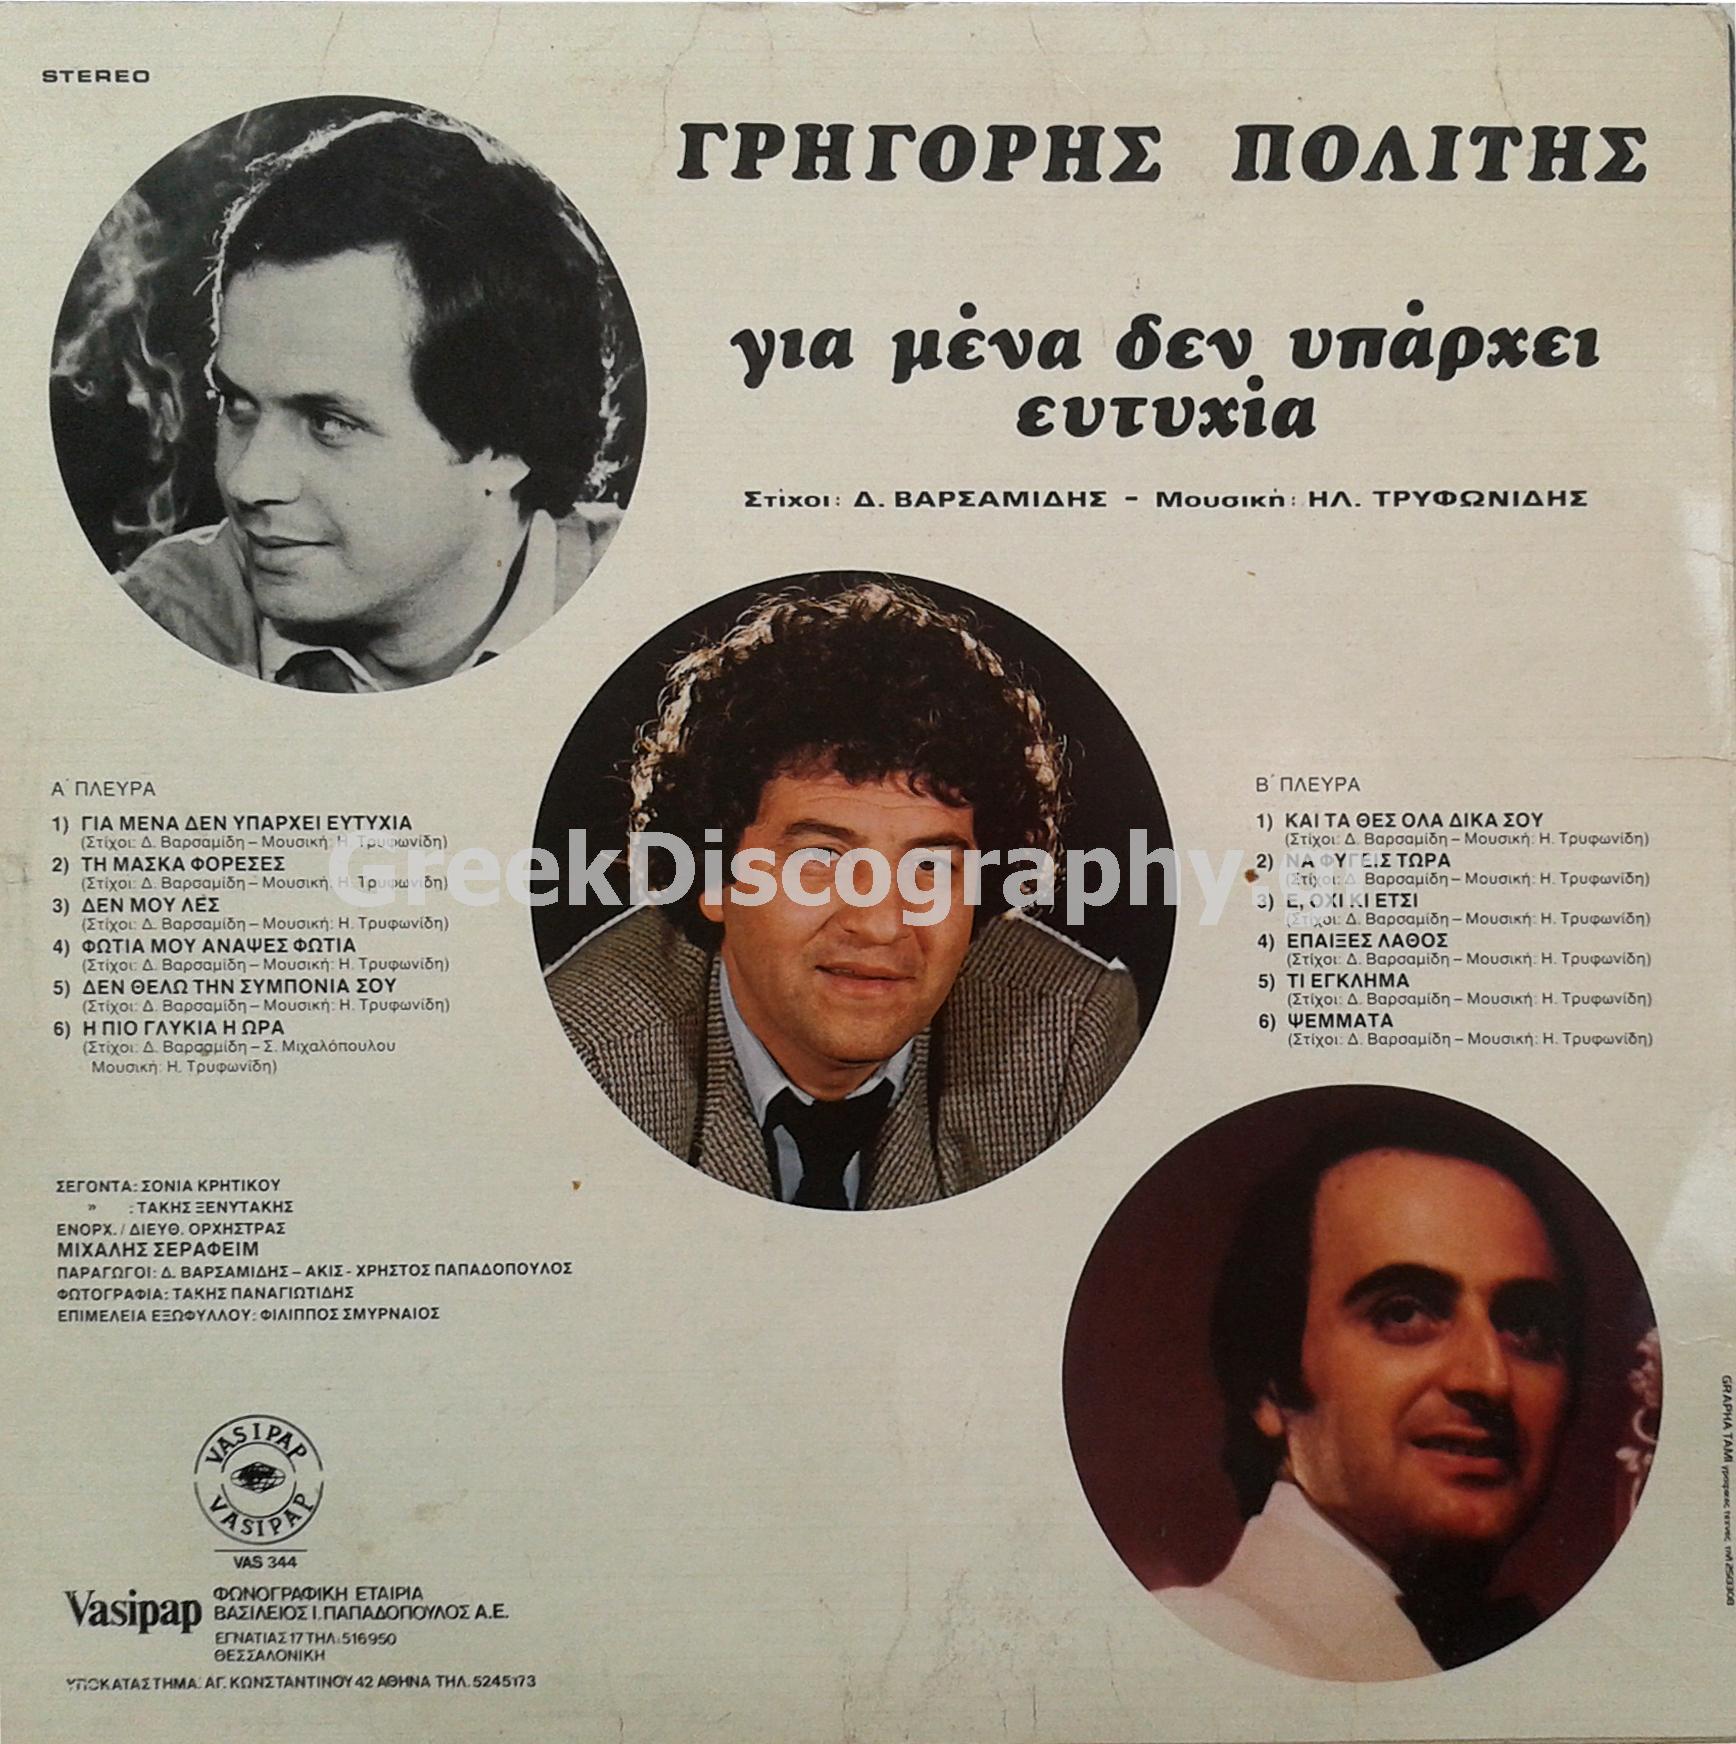 STEREO
ΓΡΗΓΟΡΗΣ ΠΟΛΙΤΗΣ
για μένα δεν υπάρχει
ευτυχία
Στίχοι: Δ. ΒΑΡΣΑΜΙΔΗΣ - Μουσική: ΗΛ. ΤΡΥΦΩΝΙΔΗΣ
Α΄ ΠΛΕΥΡΑ
1) ΓΙΑ ΜΕΝΑ ΔΕΝ ΥΠΑΡΧΕΙ ΕΥΤΥΧΙΑ
(Στίχοι: Δ. Βαρσαμίδη – Μουσική: Η. Τρυφωνίδη)
2) ΤΗ ΜΑΣΚΑ ΦΟΡΕΣΕΣ
(Στίχοι: Δ. Βαρσαμίδη – Μουσική: Η. Τρυφωνίδη)
3) ΔΕΝ ΜΟΥ ΛΕΣ
(Στίχοι: Δ. Βαρσαμίδη – Μουσική: Η. Τρυφωνίδη)
4) ΦΩΤΙΑ ΜΟΥ ΑΝΑΨΕΣ ΦΩΤΙΑ
(Στίχοι: Δ. Βαρσαμίδη – Μουσική: Η. Τρυφωνίδη)
5) ΔΕΝ ΘΕΛΩ ΤΗΝ ΣΥΜΠΟΝΙΑ ΣΟΥ
(Στίχοι: Δ. Βαρσαμίδη – Μουσική: Η. Τρυφωνίδη)
6) Η ΠΙΟ ΓΛΥΚΙΑ Η ΩΡΑ
(Στίχοι: Δ. Βαρσαμίδη – Σ. Μιχαλόπουλου
Μουσική: Η. Τρυφωνίδη)
Β΄ ΠΛΕΥΡΑ
1) ΚΑΙ ΤΑ ΘΕΣ ΟΛΑ ΔΙΚΑ ΣΟΥ
(Στίχοι: Δ. Βαρσαμίδη – Μουσική: Η. Τρυφωνίδη)
2) ΝΑ ΦΥΓΕΙΣ ΤΩΡΑ
(Στίχοι: Δ. Βαρσαμίδη – Μουσική: Η. Τρυφωνίδη)
3) Ε, ΟΧΙ ΚΙ ΕΤΣΙ
(Στίχοι: Δ. Βαρσαμίδη – Μουσική: Η. Τρυφωνίδη)
4) ΕΠΑΙΞΕΣ ΛΑΘΟΣ
(Στίχοι: Δ. Βαρσαμίδη – Μουσική: Η. Τρυφωνίδη)
5) ΤΙ ΕΓΚΛΗΜΑ
(Στίχοι: Δ. Βαρσαμίδη – Μουσική: Η. Τρυφωνίδη)
6) ΨΕΜΜΑΤΑ
(Στίχοι: Δ. Βαρσαμίδη – Μουσική: Η. Τρυφωνίδη)
GreekDiscography.
ΣΕΓΟΝΤΑ: ΣΟΝΙΑ ΚΡΗΤΙΚΟΥ
» : ΤΑΚΗΣ ΞΕΝΥΤΑΚΗΣ
ΕΝΟΡΧ. / ΔΙΕΥΘ. ΟΡΧΗΣΤΡΑΣ
ΜΙΧΑΛΗΣ ΣΕΡΑΦΕΙΜ
ΠΑΡΑΓΩΓΟΙ: Δ. ΒΑΡΣΑΜΙΔΗΣ – ΑΚΙΣ - ΧΡΗΣΤΟΣ ΠΑΠΑΔΟΠΟΥΛΟΣ
ΦΩΤΟΓΡΑΦΙΑ: ΤΑΚΗΣ ΠΑΝΑΓΙΩΤΙΔΗΣ
ΕΠΙΜΕΛΕΙΑ ΕΞΩΦΥΛΛΟΥ: ΦΙΛΙΠΠΟΣ ΣΜΥΡΝΑΙΟΣ
VASIPAP
VASIPAP
VAS 344
Vasipap
ΦΩΝΟΓΡΑΦΙΚΗ ΕΤΑΙΡΙΑ
ΒΑΣΙΛΕΙΟΣ Ι. ΠΑΠΑΔΟΠΟΥΛΟΣ Α.Ε.
ΕΓΝΑΤΙΑΣ 17 ΤΗΛ: 516950
ΘΕΣΣΑΛΟΝΙΚΗ
ΥΠΟΚΑΤΑΣΤΗΜΑ: ΑΓ. ΚΩΝΣΤΑΝΤΙΝΟΥ 42 ΑΘΗΝΑ ΤΗΛ. 5245173
GRAPHA TAMI γραφικες τεχνες